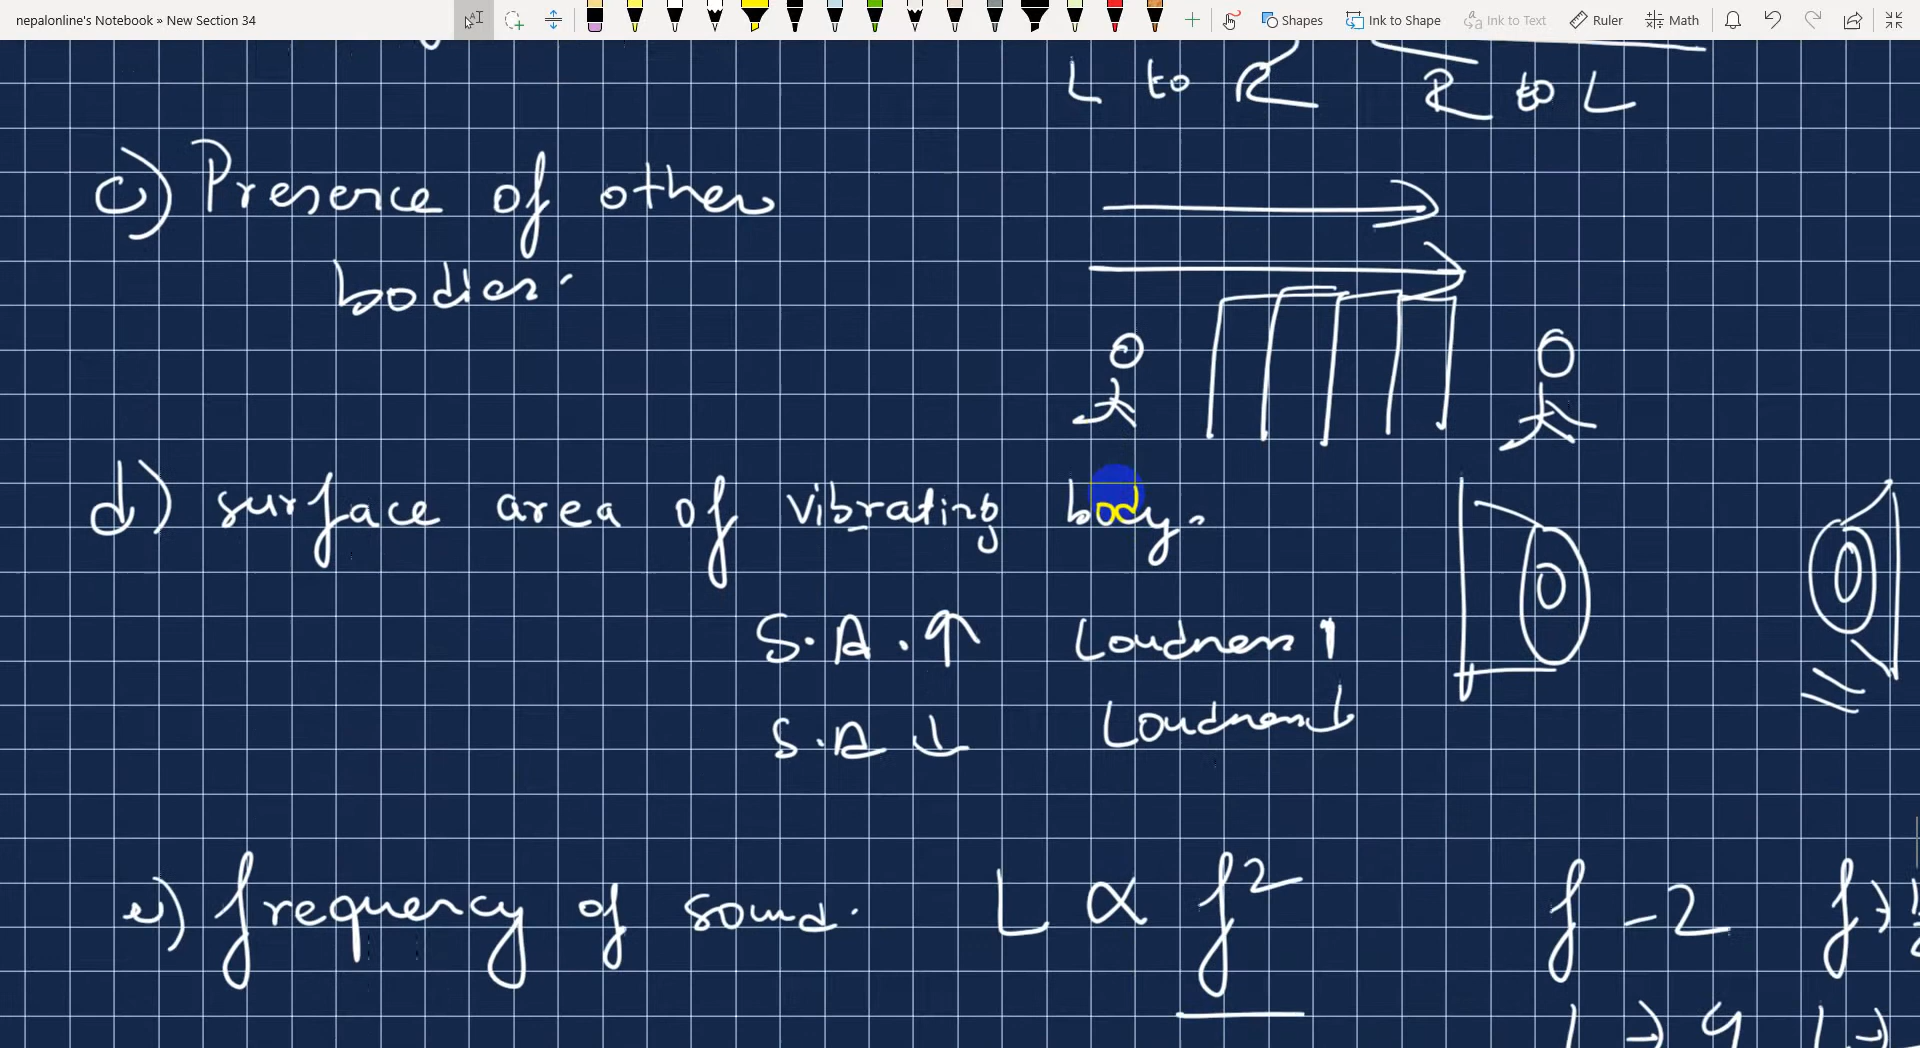 nepalonline's Notebook » New Section 34
Shapes Ink to Shape Ink to Text Ruler Math
L to R R to L
c) Presence of other
bodies.
d) surface area of vibrating body.
S.A. ↑ Loudness ↑
S.A ↓ Loudness ↓
e) frequency of sound. L ∝ f²
f - 2 f →
→ 4